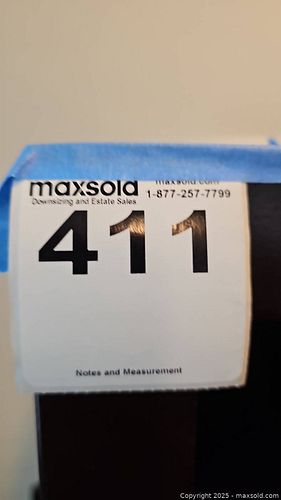 maxsold maxsold.com
Downsizing and Estate Sales 1-877-257-7799
411
Notes and Measurement
Copyright © 2025 - maxsold.com